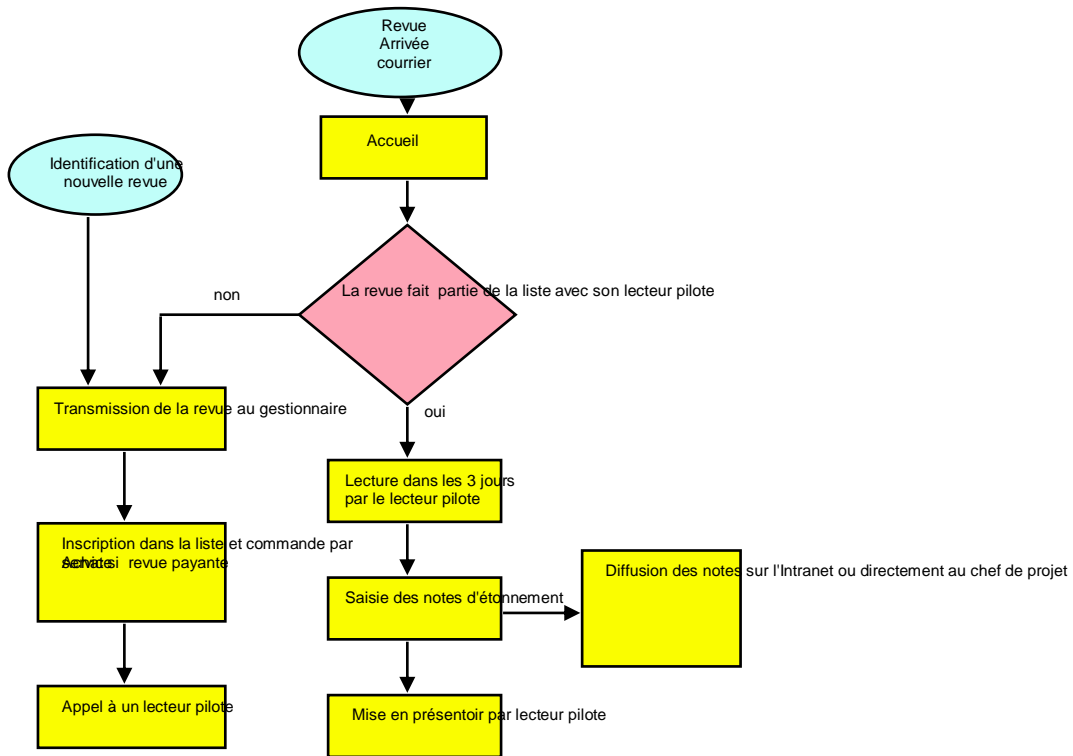 Revue
Arrivée
courrier
Accueil
Identification d'une
nouvelle revue
La revue fait partie de la liste avec son lecteur pilote
non
oui
Transmission de la revue au gestionnaire
Lecture dans les 3 jours
par le lecteur pilote
Inscription dans la liste et commande par
si revue payante
Saisie des notes d'étonnement
Diffusion des notes sur l'Intranet ou directement au chef de projet
Appel à un lecteur pilote
Mise en présentoir par lecteur pilote